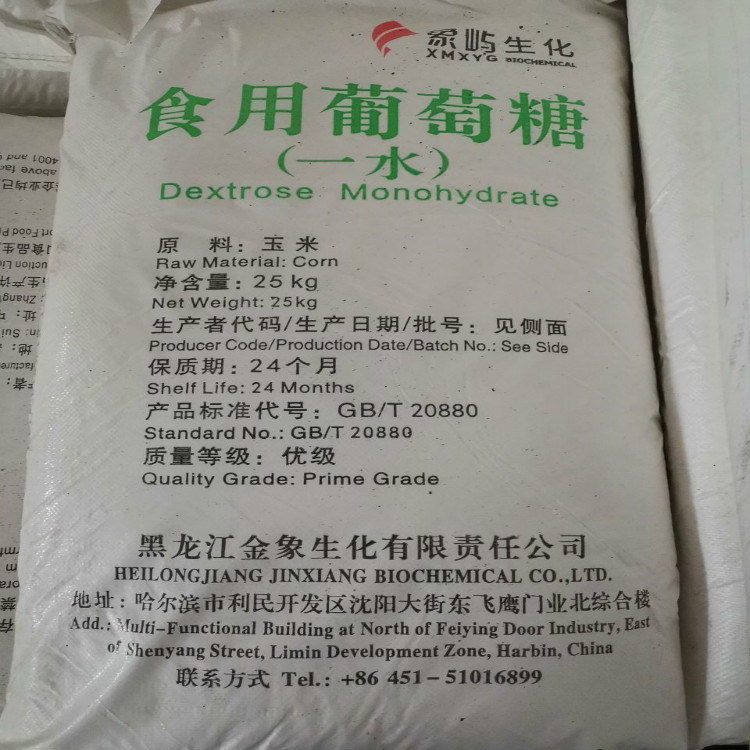 象屿生化
XMXYG BIOCHEMICAL
食用葡萄糖
(一水)
Dextrose Monohydrate
原 料: 玉米
Raw Material: Corn
净含量: 25kg
Net Weight: 25kg
生产者代码/生产日期/批号: 见侧面
Producer Code/Production Date/Batch No.: See Side
保质期: 24个月
Shelf Life: 24 Months
产品标准代号: GB/T 20880
Standard No.: GB/T 20880
质量等级: 优级
Quality Grade: Prime Grade
黑龙江金象生化有限责任公司
HEILONGJIANG JINXIANG BIOCHEMICAL CO.,LTD.
地址: 哈尔滨市利民开发区沈阳大街东飞鹰门业北综合楼
Add.: Multi-Functional Building at North of Feiying Door Industry, East
of Shenyang Street, Limin Development Zone, Harbin, China
联系方式 Tel.: +86 451-51016899